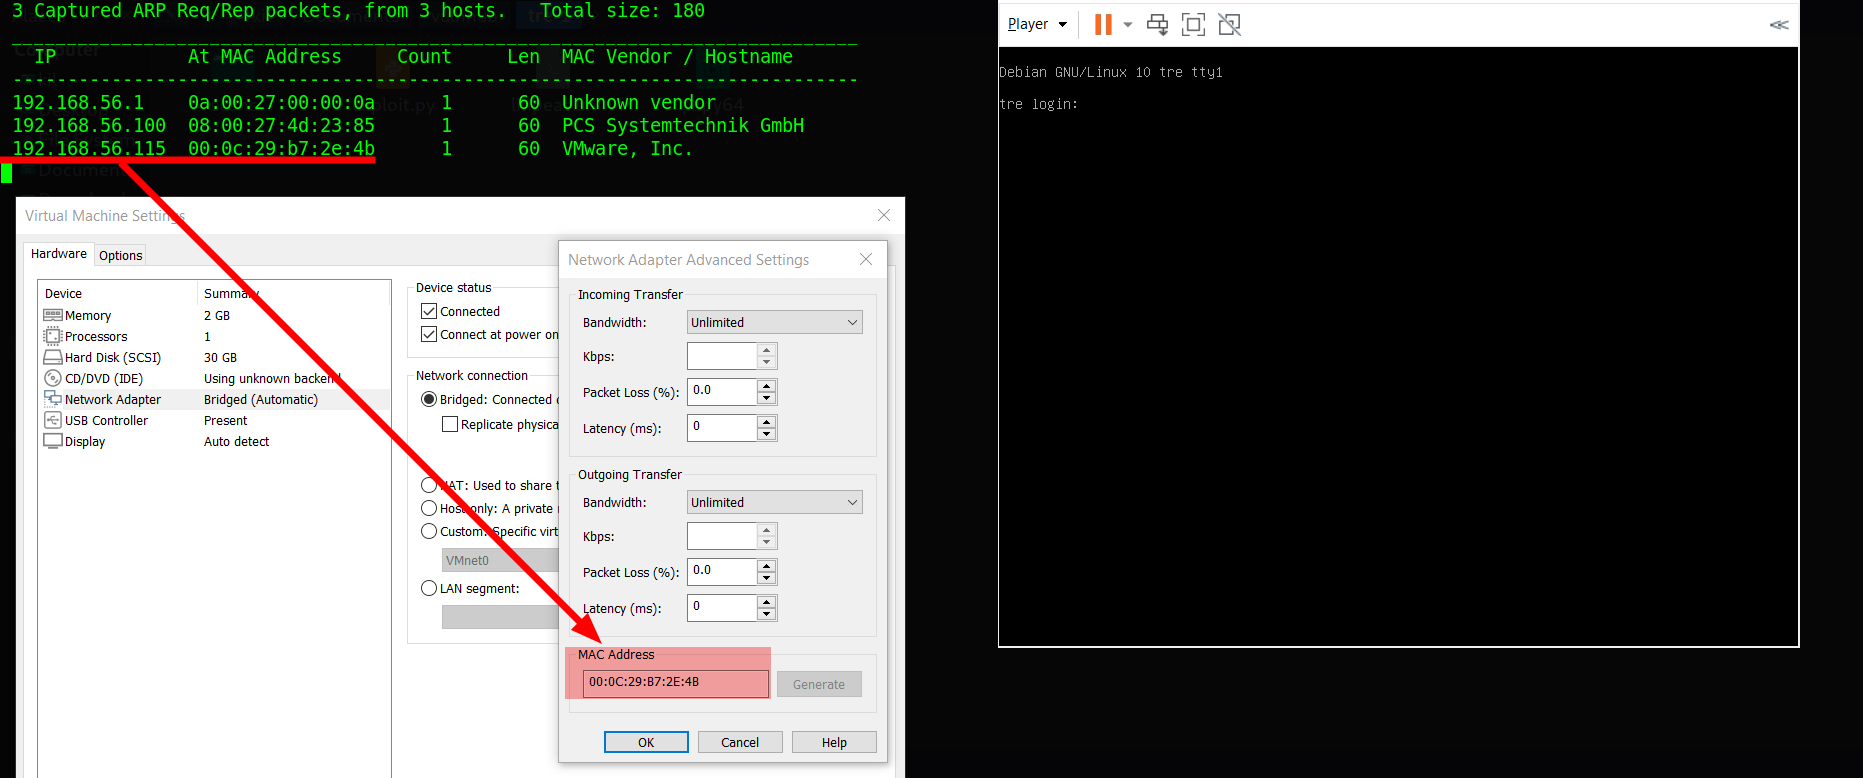 3 Captured ARP Req/Rep packets, from 3 hosts. Total size: 180
IP At MAC Address Count Len MAC Vendor / Hostname
192.168.56.1 0a:00:27:00:00:0a 1 60 Unknown vendor
192.168.56.100 08:00:27:4d:23:85 1 60 PCS Systemtechnik GmbH
192.168.56.115 00:0c:29:b7:2e:4b 1 60 VMware, Inc.
Virtual Machine Settings
Hardware Options
Device Summary
Memory 2 GB
Processors 1
Hard Disk (SCSI) 30 GB
CD/DVD (IDE) Using unknown backend
Network Adapter Bridged (Automatic)
USB Controller Present
Display Auto detect
Device status
Connected
Connect at power on
Network connection
Bridged: Connected
Replicate physica
NAT: Used to share t
Host-only: A private
Custom: Specific virt
VMnet0
LAN segment:
Network Adapter Advanced Settings
Incoming Transfer
Bandwidth: Unlimited
Kbps:
Packet Loss (%): 0.0
Latency (ms): 0
Outgoing Transfer
Bandwidth: Unlimited
Kbps:
Packet Loss (%): 0.0
Latency (ms): 0
MAC Address
00:0C:29:B7:2E:4B Generate
OK Cancel Help
Player
Debian GNU/Linux 10 tre tty1
tre login: